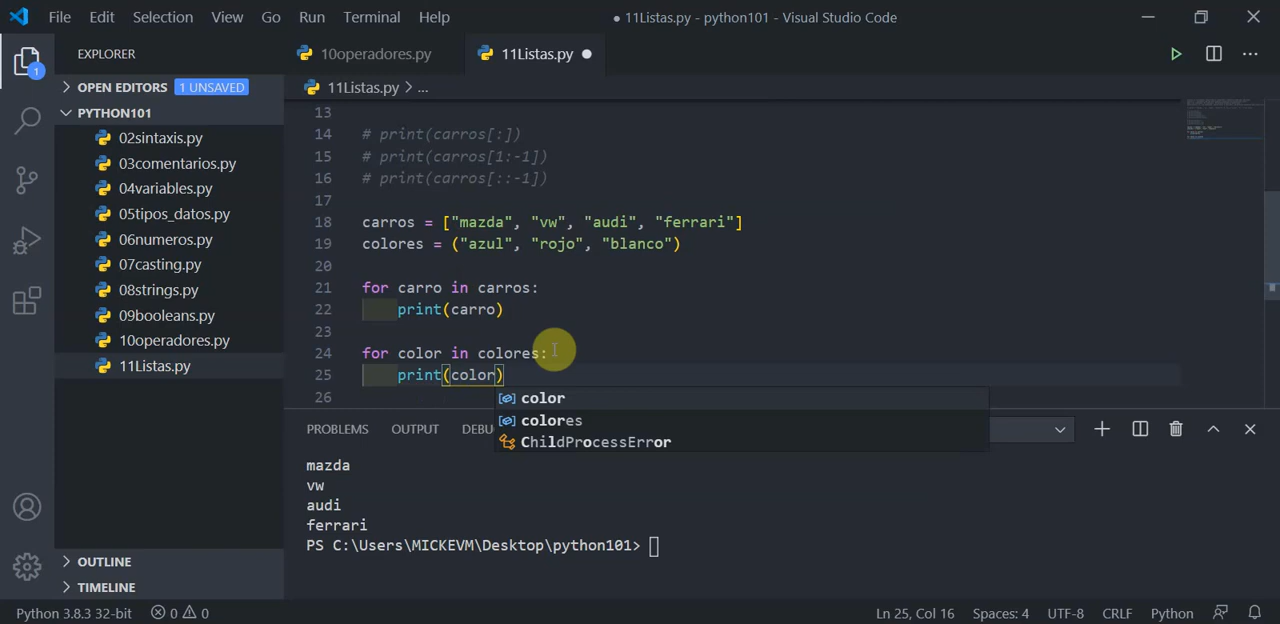 File Edit Selection View Go Run Terminal Help ● 11Listas.py - python101 - Visual Studio Code
EXPLORER
OPEN EDITORS 1 UNSAVED
PYTHON101
02sintaxis.py
03comentarios.py
04variables.py
05tipos_datos.py
06numeros.py
07casting.py
08strings.py
09booleans.py
10operadores.py
11Listas.py
OUTLINE
TIMELINE
1
10operadores.py 11Listas.py ●
11Listas.py > ...
13
14 # print(carros[:])
15 # print(carros[1:-1])
16 # print(carros[::-1])
17
18 carros = ["mazda", "vw", "audi", "ferrari"]
19 colores = ("azul", "rojo", "blanco")
20
21 for carro in carros:
22 print(carro)
23
24 for color in colores:
25 print(color)
26
color
colores
ChildProcessError
PROBLEMS OUTPUT DEBU
mazda
vw
audi
ferrari
PS C:\Users\MICKEVM\Desktop\python101>
Python 3.8.3 32-bit 0 0 Ln 25, Col 16 Spaces: 4 UTF-8 CRLF Python